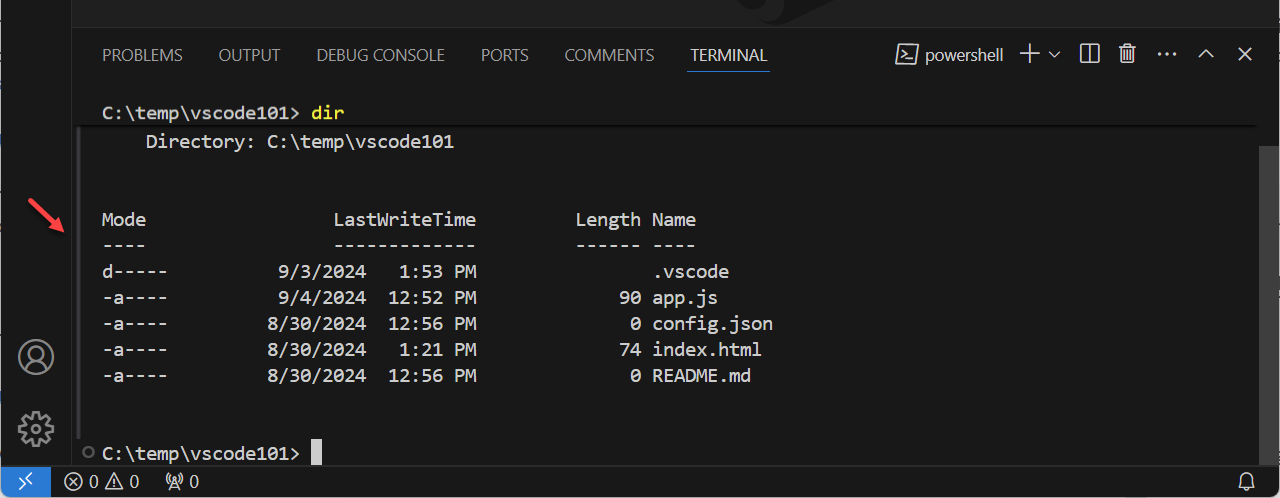 PROBLEMS OUTPUT DEBUG CONSOLE PORTS COMMENTS TERMINAL powershell
C:\temp\vscode101> dir
    Directory: C:\temp\vscode101
Mode                 LastWriteTime         Length Name
----                 -------------         ------ ----
d-----          9/3/2024   1:53 PM                .vscode
-a----          9/4/2024  12:52 PM             90 app.js
-a----         8/30/2024  12:56 PM              0 config.json
-a----         8/30/2024   1:21 PM             74 index.html
-a----         8/30/2024  12:56 PM              0 README.md
C:\temp\vscode101>
0 0 0